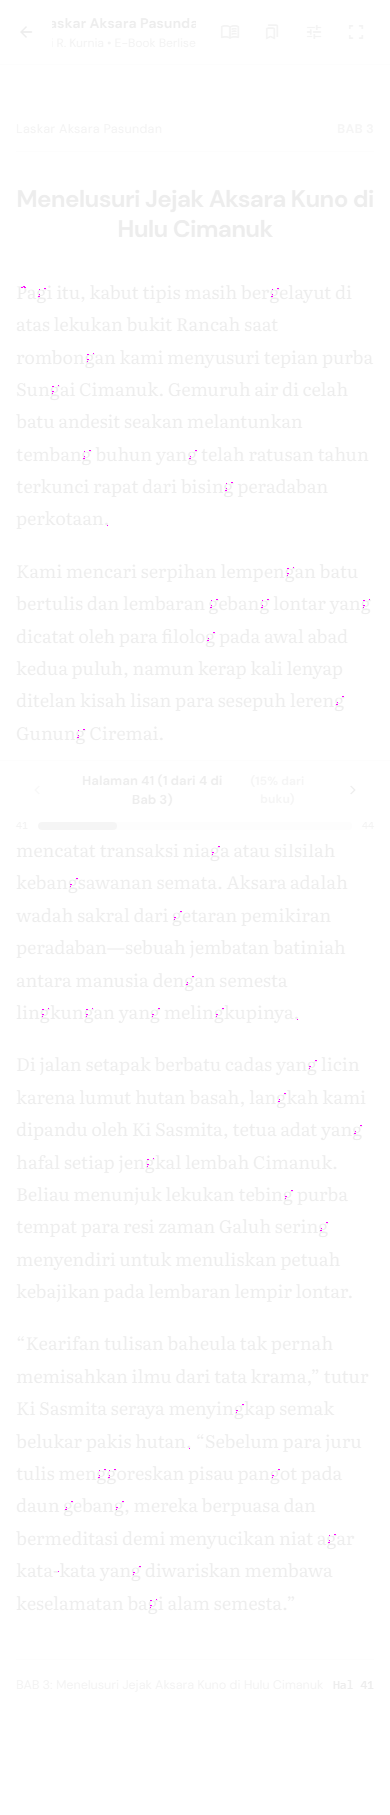 askar Aksara Pasunda
R. Kurnia • E-Book Berlise
Laskar Aksara Pasundan
BAB 3
Menelusuri Jejak Aksara Kuno di
Hulu Cimanuk
Pagi itu, kabut tipis masih bergelayut di
atas lekukan bukit Rancah saat
rombongan kami menyusuri tepian purba
Sungai Cimanuk. Gemuruh air di celah
batu andesit seakan melantunkan
tembang buhun yang telah ratusan tahun
terkunci rapat dari bising peradaban
perkotaan.
Kami mencari serpihan lempengan batu
bertulis dan lembaran gebang lontar yang
dicatat oleh para filolog pada awal abad
kedua puluh, namun kerap kali lenyap
ditelan kisah lisan para sesepuh lereng
Gunung Ciremai.
Halaman 41 (1 dari 4 di
Bab 3)
(15% dari
buku)
41
44
mencatat transaksi niaga atau silsilah
kebangsawanan semata. Aksara adalah
wadah sakral dari getaran pemikiran
peradaban—sebuah jembatan batiniah
antara manusia dengan semesta
lingkungan yang melingkupinya.
Di jalan setapak berbatu cadas yang licin
karena lumut hutan basah, langkah kami
dipandu oleh Ki Sasmita, tetua adat yang
hafal setiap jengkal lembah Cimanuk.
Beliau menunjuk lekukan tebing purba
tempat para resi zaman Galuh sering
menyendiri untuk menuliskan petuah
kebajikan pada lembaran lempir lontar.
“Kearifan tulisan baheula tak pernah
memisahkan ilmu dari tata krama,” tutur
Ki Sasmita seraya menyingkap semak
belukar pakis hutan. “Sebelum para juru
tulis menggoreskan pisau pangot pada
daun gebang, mereka berpuasa dan
bermeditasi demi menyucikan niat agar
kata-kata yang diwariskan membawa
keselamatan bagi alam semesta.”
BAB 3: Menelusuri Jejak Aksara Kuno di Hulu Cimanuk
Hal 41